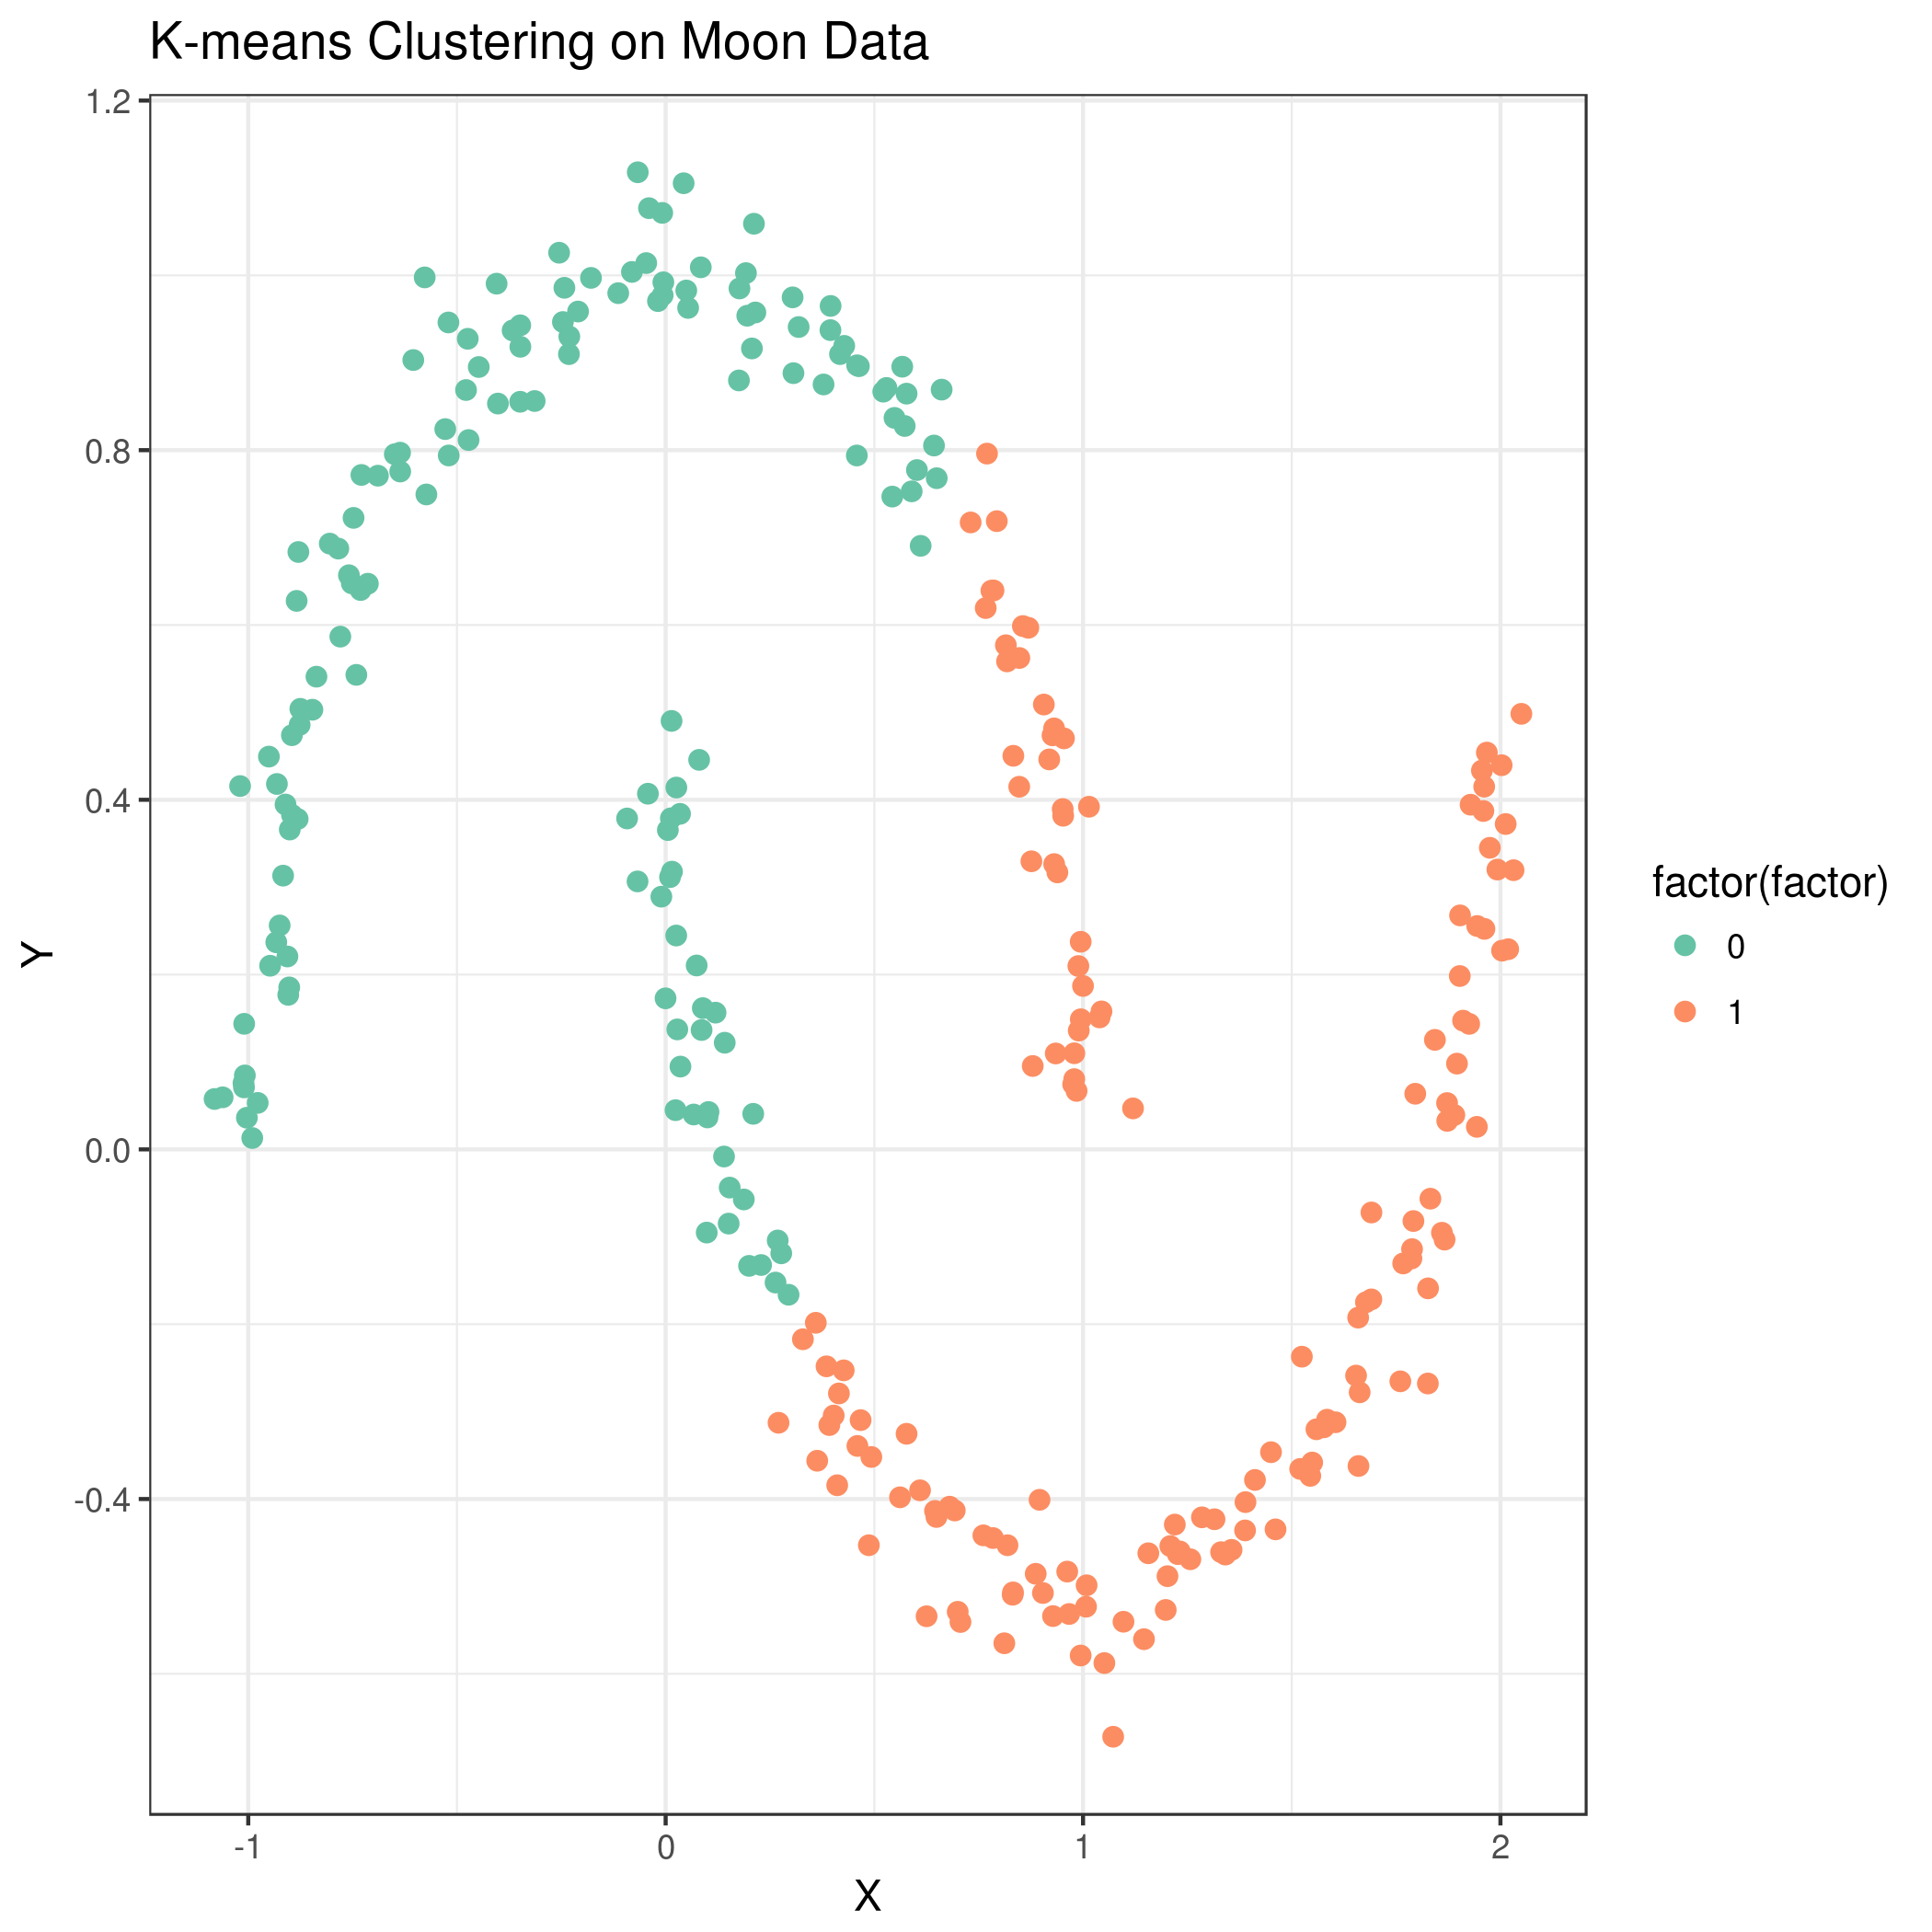 K-means Clustering on Moon Data
1.2
0.8
0.4
0.0
-0.4
Y
-1
0
1
2
X
factor(factor)
0
1